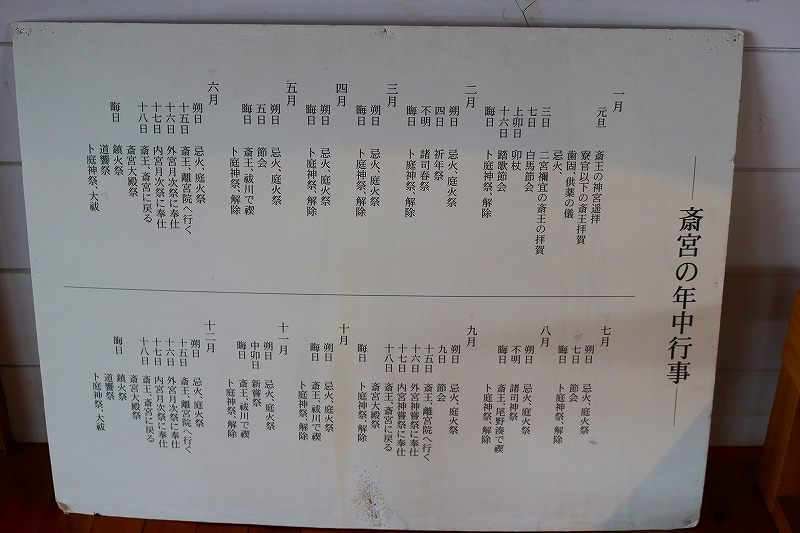 斎宮の年中行事
一月
元旦 斎王の神宮遥拝
寮官以下の斎王拝賀
歯固、供薬の儀
忌火、
三日 二宮禰宜の斎王の拝賀
七日 白馬節会
上卯日 卯杖
十六日 踏歌節会
晦日 卜庭神祭、解除
二月
朔日 忌火、庭火祭
四日 祈年祭
不明 諸司春祭
晦日 卜庭神祭、解除
三月
朔日 忌火、庭火祭
晦日 卜庭神祭、解除
四月
朔日 忌火、庭火祭
晦日 卜庭神祭、解除
五月
朔日 忌火、庭火祭
五日 節会
晦日 斎王、祓川で禊
卜庭神祭、解除
六月
朔日 忌火、庭火祭
十五日 斎王、離宮院へ行く
十六日 外宮月次祭に奉仕
十七日 内宮月次祭に奉仕
十八日 斎王、斎宮に戻る
斎宮大殿祭
晦日 鎮火祭
道饗祭
卜庭神祭、大祓
七月
朔日 忌火、庭火祭
七日 節会
晦日 卜庭神祭、解除
八月
朔日 忌火、庭火祭
不明 諸司神祭
晦日 斎王、尾野湊で禊
卜庭神祭、解除
九月
朔日 忌火、庭火祭
九日 節会
十五日 斎王、離宮院へ行く
十六日 外宮神嘗祭に奉仕
十七日 内宮神嘗祭に奉仕
十八日 斎王、斎宮に戻る
斎宮大殿祭
晦日 卜庭神祭、解除
十月
朔日 忌火、庭火祭
晦日 斎王、祓川で禊
卜庭神祭、解除
十一月
朔日 忌火、庭火祭
中卯日 新嘗祭
晦日 斎王、祓川で禊
卜庭神祭、解除
十二月
朔日 忌火、庭火祭
十五日 斎王、離宮院へ行く
十六日 外宮月次祭に奉仕
十七日 内宮月次祭に奉仕
十八日 斎王、斎宮に戻る
斎宮大殿祭
晦日 鎮火祭
道饗祭
卜庭神祭、大祓